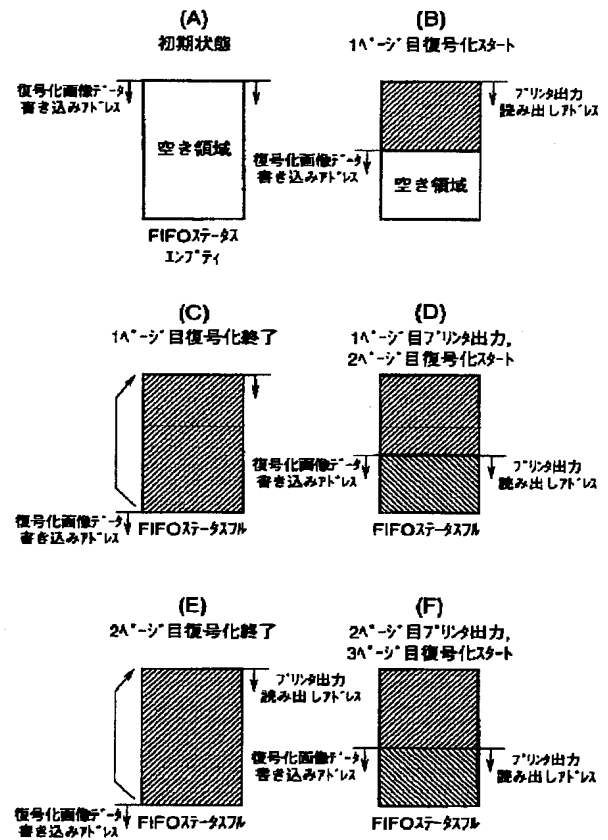 (A)
初期状態
復号化画像データ
書き込みアドレス
空き領域
FIFOステータス
エンプティ
(B)
1ページ目復号化スタート
プリンタ出力
読み出しアドレス
復号化画像データ
書き込みアドレス
空き領域
(C)
1ページ目復号化終了
復号化画像データ
書き込みアドレス
FIFOステータスフル
(D)
1ページ目プリンタ出力,
2ページ目復号化スタート
復号化画像データ
書き込みアドレス
プリンタ出力
読み出しアドレス
FIFOステータスフル
(E)
2ページ目復号化終了
プリンタ出力
読み出しアドレス
復号化画像データ
書き込みアドレス
FIFOステータスフル
(F)
2ページ目プリンタ出力,
3ページ目復号化スタート
復号化画像データ
書き込みアドレス
プリンタ出力
読み出しアドレス
FIFOステータスフル